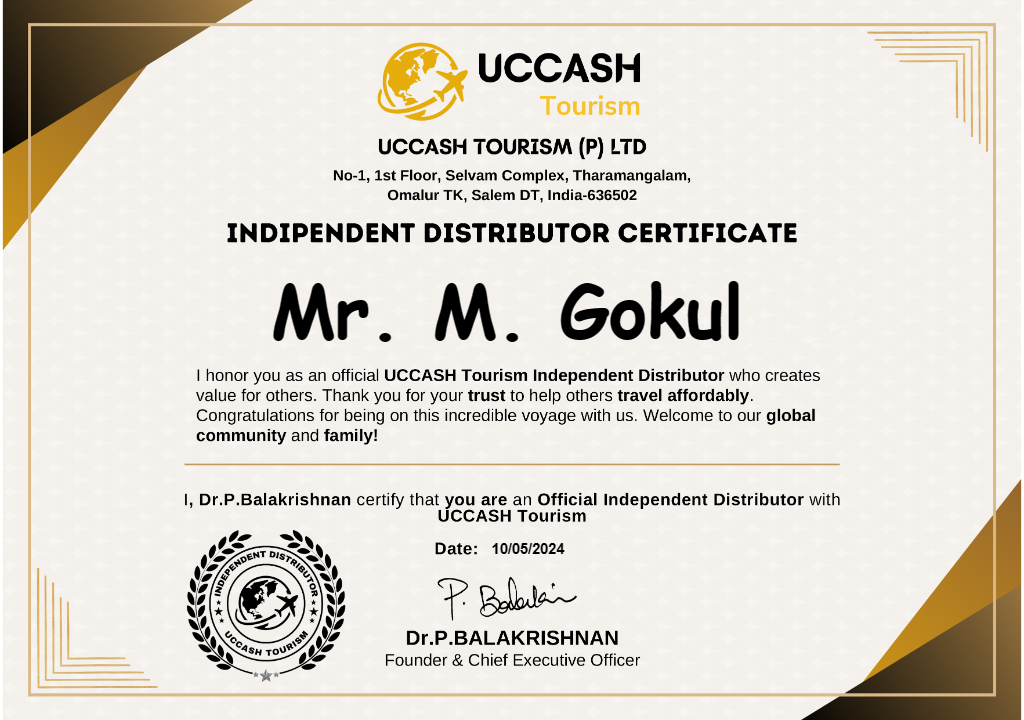 UCCASH
Tourism
UCCASH TOURISM (P) LTD
No-1, 1st Floor, Selvam Complex, Tharamangalam,
Omalur TK, Salem DT, India-636502
INDIPENDENT DISTRIBUTOR CERTIFICATE
Mr. M. Gokul
I honor you as an official UCCASH Tourism Independent Distributor who creates
value for others. Thank you for your trust to help others travel affordably.
Congratulations for being on this incredible voyage with us. Welcome to our global
community and family!
I, Dr.P.Balakrishnan certify that you are an Official Independent Distributor with
UCCASH Tourism
Date: 10/05/2024
INDEPENDENT DISTRIBUTOR
UCCASH TOURISM
P. Balakri
Dr.P.BALAKRISHNAN
Founder & Chief Executive Officer